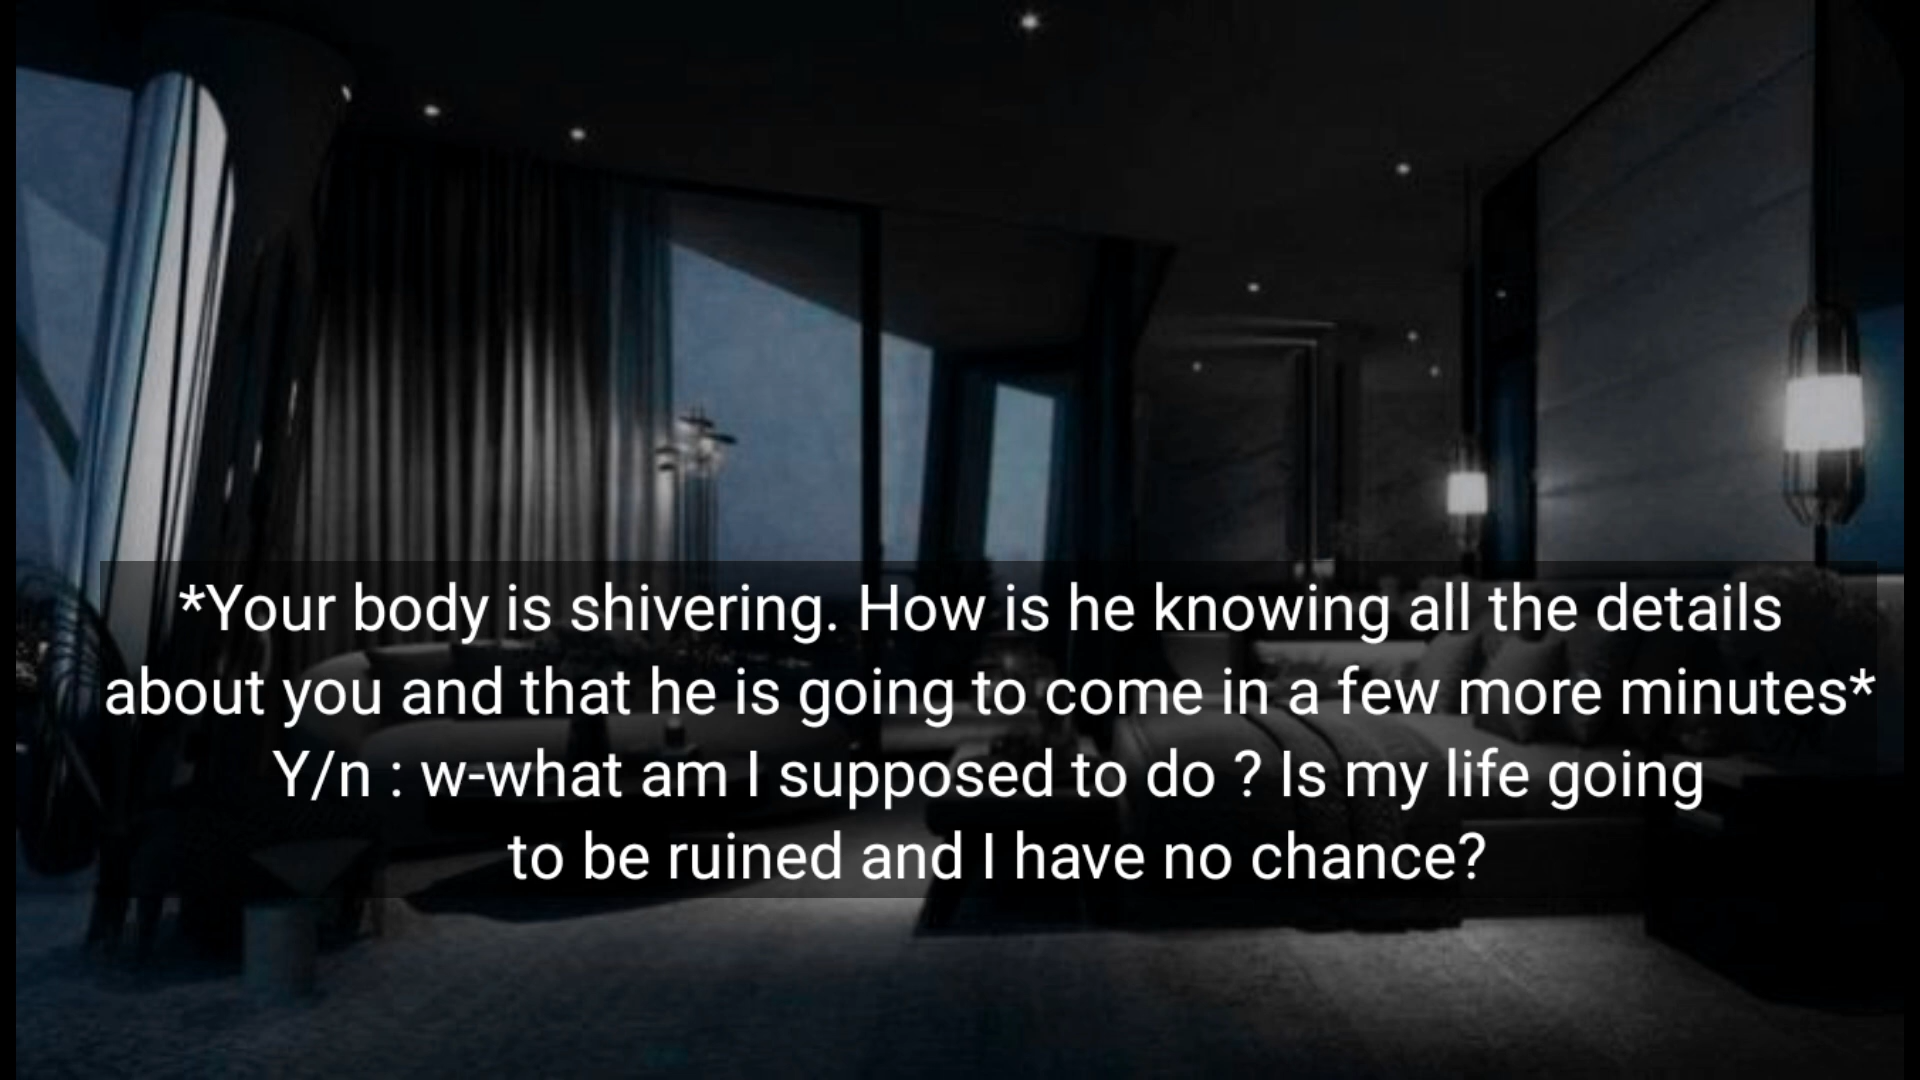 *Your body is shivering. How is he knowing all the details
about you and that he is going to come in a few more minutes*
Y/n : w-what am I supposed to do ? Is my life going
to be ruined and I have no chance?